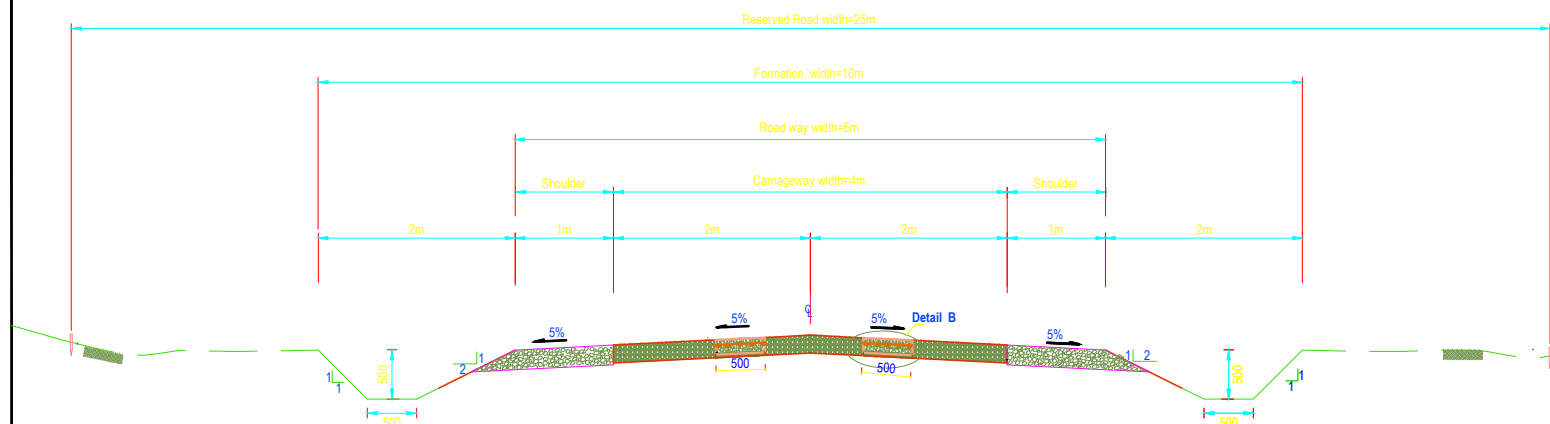 Reserved Road width=25m
Formation width=10m
Road way width=6m
Shoulder Carriageway width=4m Shoulder
2m 1m 2m 2m 1m 2m
℄
5% 5% 5% 5%
Detail B
1 2 1 2
1 1 1 1
500 500 500 500
500 500